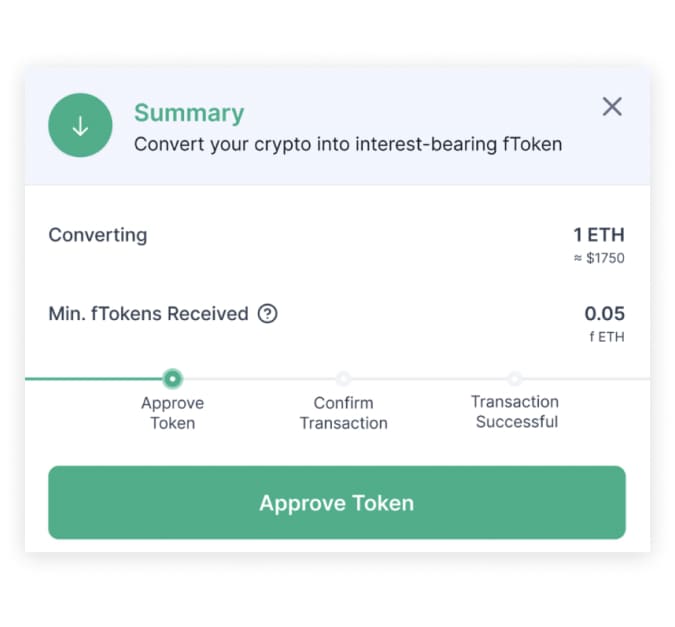 Summary
Convert your crypto into interest-bearing fToken
Converting
1 ETH
≈ $1750
Min. fTokens Received ?
0.05
f ETH
Approve
Token
Confirm
Transaction
Transaction
Successful
Approve Token